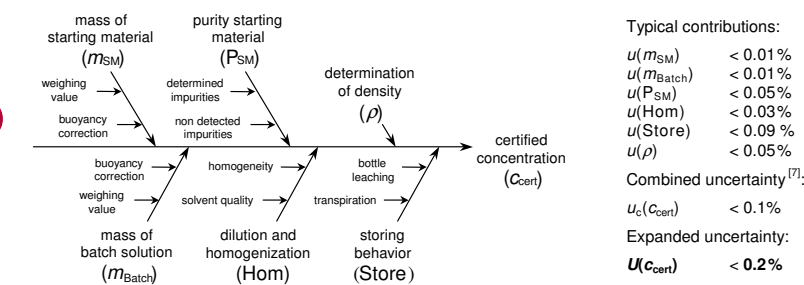 mass of
starting material
(mSM)
purity starting
material
(PSM)
weighing
value
determined
impurities
determination
of density
(ρ)
buoyancy
correction
non detected
impurities
certified
concentration
(ccert)
buoyancy
correction
homogeneity
bottle
leaching
weighing
value
solvent quality
transpiration
mass of
batch solution
(mBatch)
dilution and
homogenization
(Hom)
storing
behavior
(Store)
Typical contributions:
u(mSM) < 0.01%
u(mBatch) < 0.01%
u(PSM) < 0.05%
u(Hom) < 0.03%
u(Store) < 0.09 %
u(ρ) < 0.05%
Combined uncertainty [7]:
uc(ccert) < 0.1%
Expanded uncertainty:
U(ccert) < 0.2%